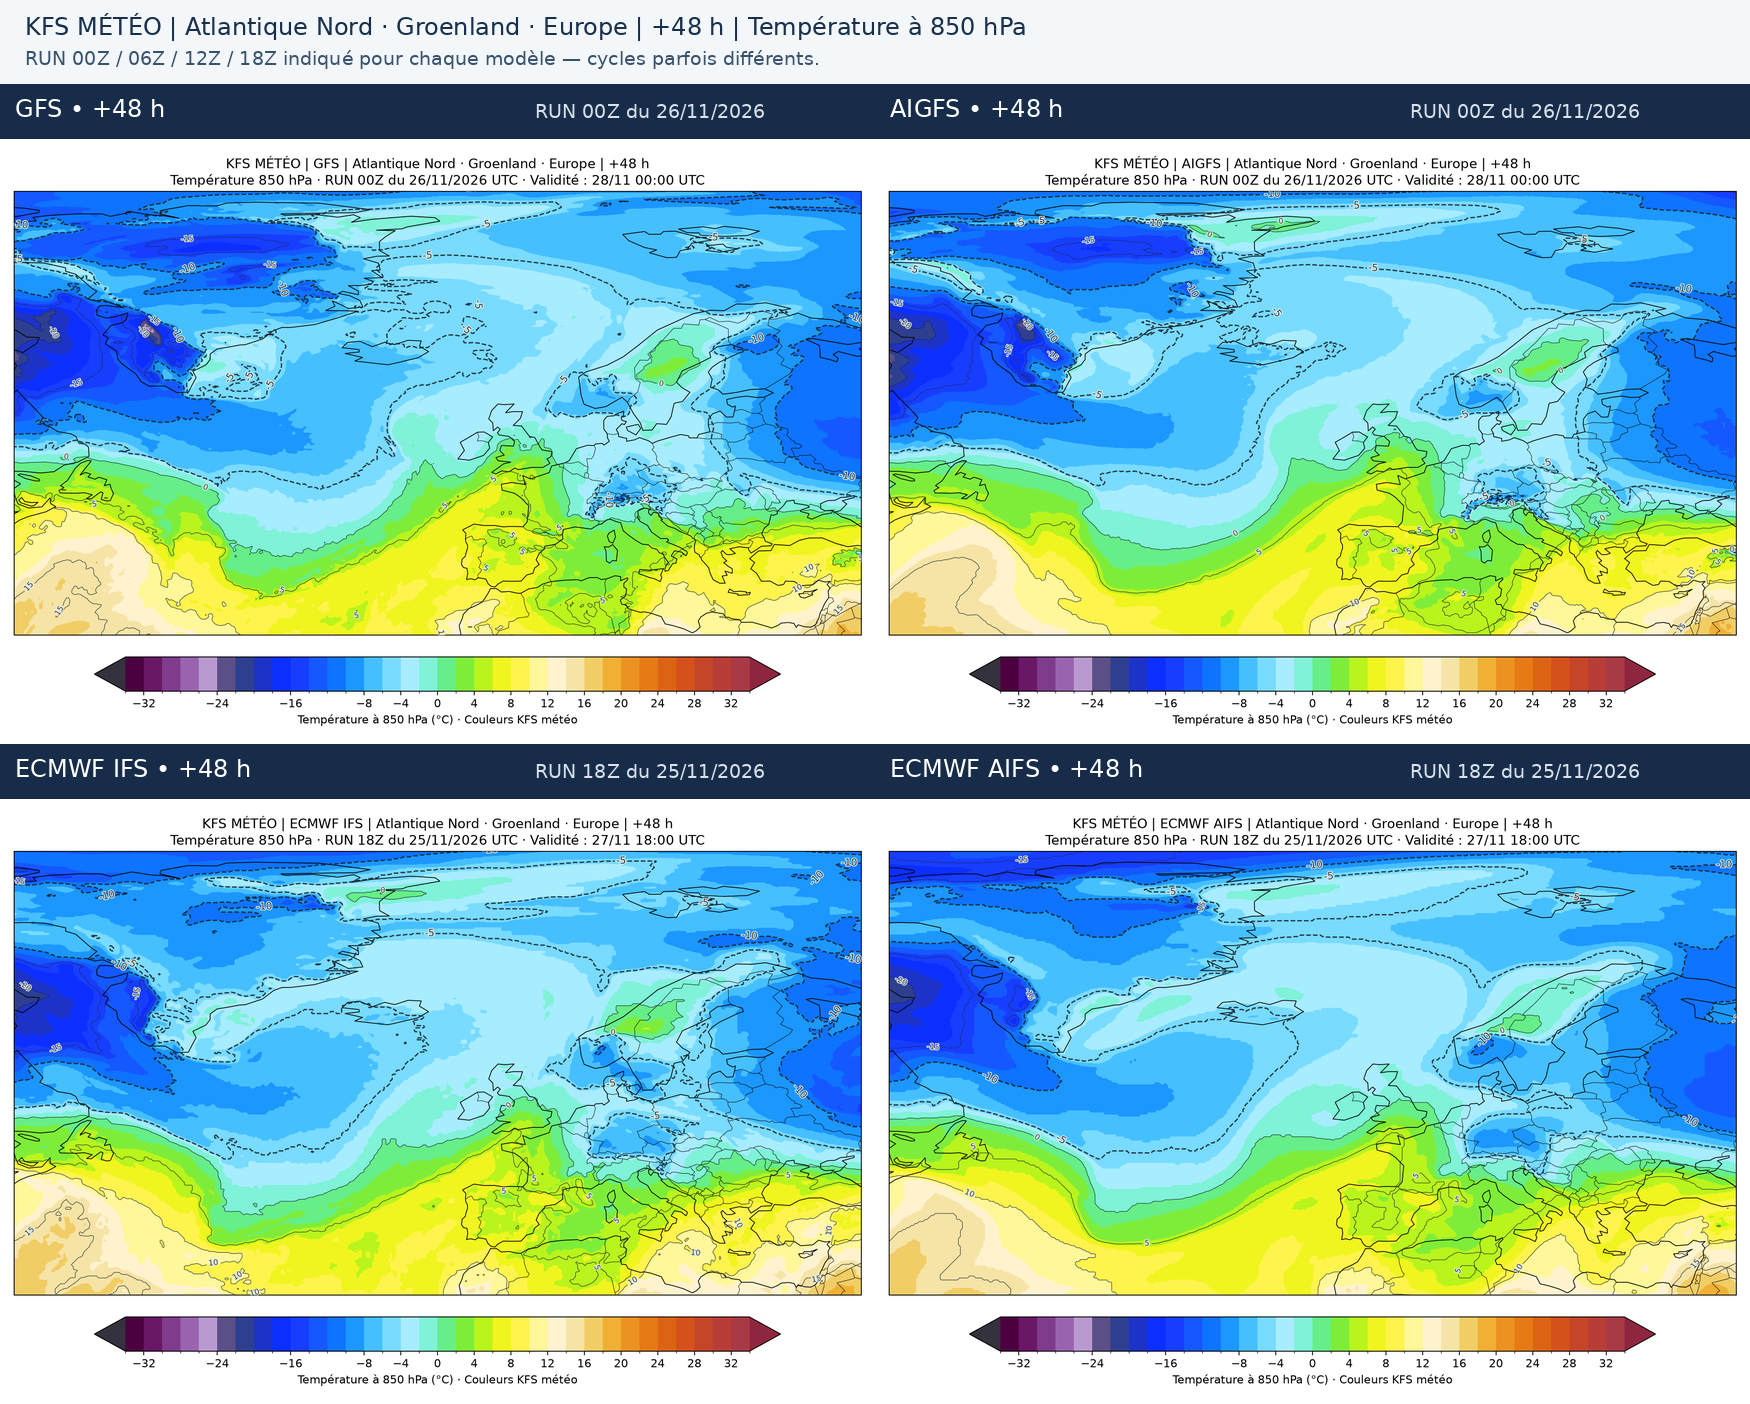 KFS MÉTÉO | Atlantique Nord · Groenland · Europe | +48 h | Température à 850 hPa
RUN 00Z / 06Z / 12Z / 18Z indiqué pour chaque modèle — cycles parfois différents.
GFS • +48 h
RUN 00Z du 26/11/2026
AIGFS • +48 h
RUN 00Z du 26/11/2026
KFS MÉTÉO | GFS | Atlantique Nord · Groenland · Europe | +48 h
Température 850 hPa · RUN 00Z du 26/11/2026 UTC · Validité : 28/11 00:00 UTC
KFS MÉTÉO | AIGFS | Atlantique Nord · Groenland · Europe | +48 h
Température 850 hPa · RUN 00Z du 26/11/2026 UTC · Validité : 28/11 00:00 UTC
−32 −24 −16 −8 −4 0 4 8 12 16 20 24 28 32
Température à 850 hPa (°C) · Couleurs KFS météo
−32 −24 −16 −8 −4 0 4 8 12 16 20 24 28 32
Température à 850 hPa (°C) · Couleurs KFS météo
ECMWF IFS • +48 h
RUN 18Z du 25/11/2026
ECMWF AIFS • +48 h
RUN 18Z du 25/11/2026
KFS MÉTÉO | ECMWF IFS | Atlantique Nord · Groenland · Europe | +48 h
Température 850 hPa · RUN 18Z du 25/11/2026 UTC · Validité : 27/11 18:00 UTC
KFS MÉTÉO | ECMWF AIFS | Atlantique Nord · Groenland · Europe | +48 h
Température 850 hPa · RUN 18Z du 25/11/2026 UTC · Validité : 27/11 18:00 UTC
−32 −24 −16 −8 −4 0 4 8 12 16 20 24 28 32
Température à 850 hPa (°C) · Couleurs KFS météo
−32 −24 −16 −8 −4 0 4 8 12 16 20 24 28 32
Température à 850 hPa (°C) · Couleurs KFS météo